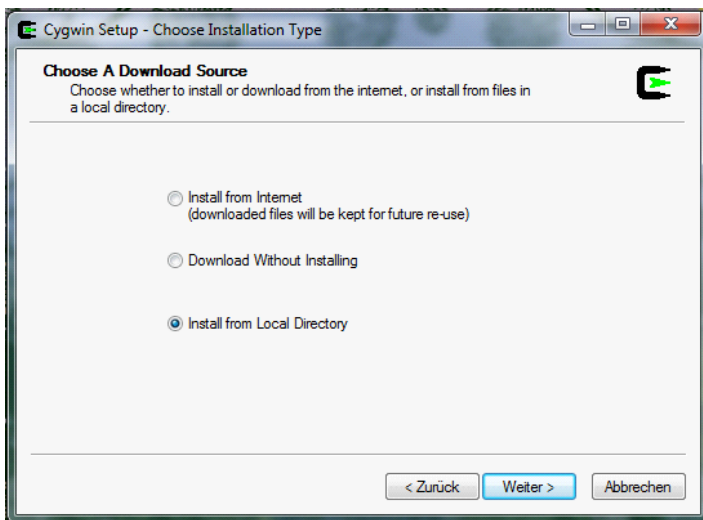 Cygwin Setup - Choose Installation Type
Choose A Download Source
Choose whether to install or download from the internet, or install from files in
a local directory.
Install from Internet
(downloaded files will be kept for future re-use)
Download Without Installing
Install from Local Directory
< Zurück
Weiter >
Abbrechen